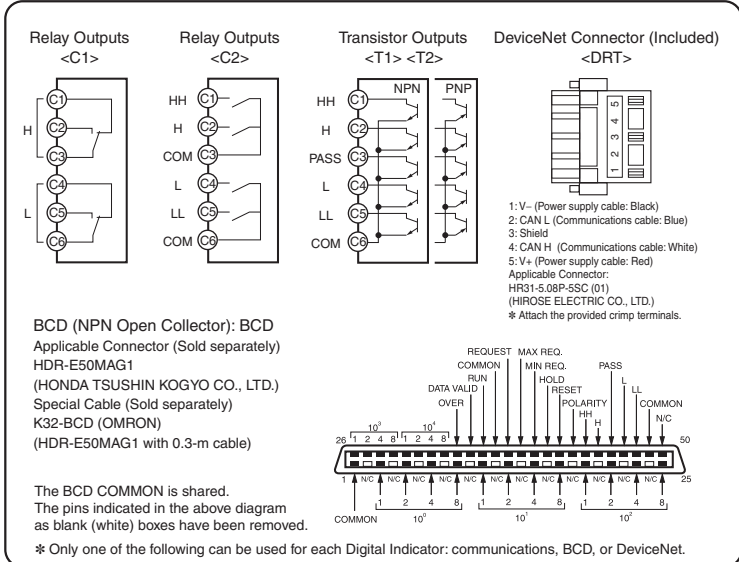 Relay Outputs
<C1>
C1
C2
C3
C4
C5
C6
H
L
Relay Outputs
<C2>
HH C1
H C2
COM C3
L C4
LL C5
COM C6
Transistor Outputs
<T1> <T2>
NPN PNP
HH C1
H C2
PASS C3
L C4
LL C5
COM C6
DeviceNet Connector (Included)
<DRT>
1 2 3 4 5
1: V– (Power supply cable: Black)
2: CAN L (Communications cable: Blue)
3: Shield
4: CAN H (Communications cable: White)
5: V+ (Power supply cable: Red)
Applicable Connector:
HR31-5.08P-5SC (01)
(HIROSE ELECTRIC CO., LTD.)
✽ Attach the provided crimp terminals.
BCD (NPN Open Collector): BCD
Applicable Connector (Sold separately)
HDR-E50MAG1
(HONDA TSUSHIN KOGYO CO., LTD.)
Special Cable (Sold separately)
K32-BCD (OMRON)
(HDR-E50MAG1 with 0.3-m cable)
The BCD COMMON is shared.
The pins indicated in the above diagram
as blank (white) boxes have been removed.
REQUEST MAX REQ.
COMMON MIN REQ. PASS
RUN HOLD L
DATA VALID RESET LL
OVER POLARITY COMMON
HH N/C
H
10³ 10⁴
26 1 2 4 8 1 2 4 8 50
1 N/C N/C N/C N/C N/C N/C N/C N/C N/C N/C N/C N/C 25
COMMON 1 2 4 8 1 2 4 8 1 2 4 8
10⁰ 10¹ 10²
✽ Only one of the following can be used for each Digital Indicator: communications, BCD, or DeviceNet.